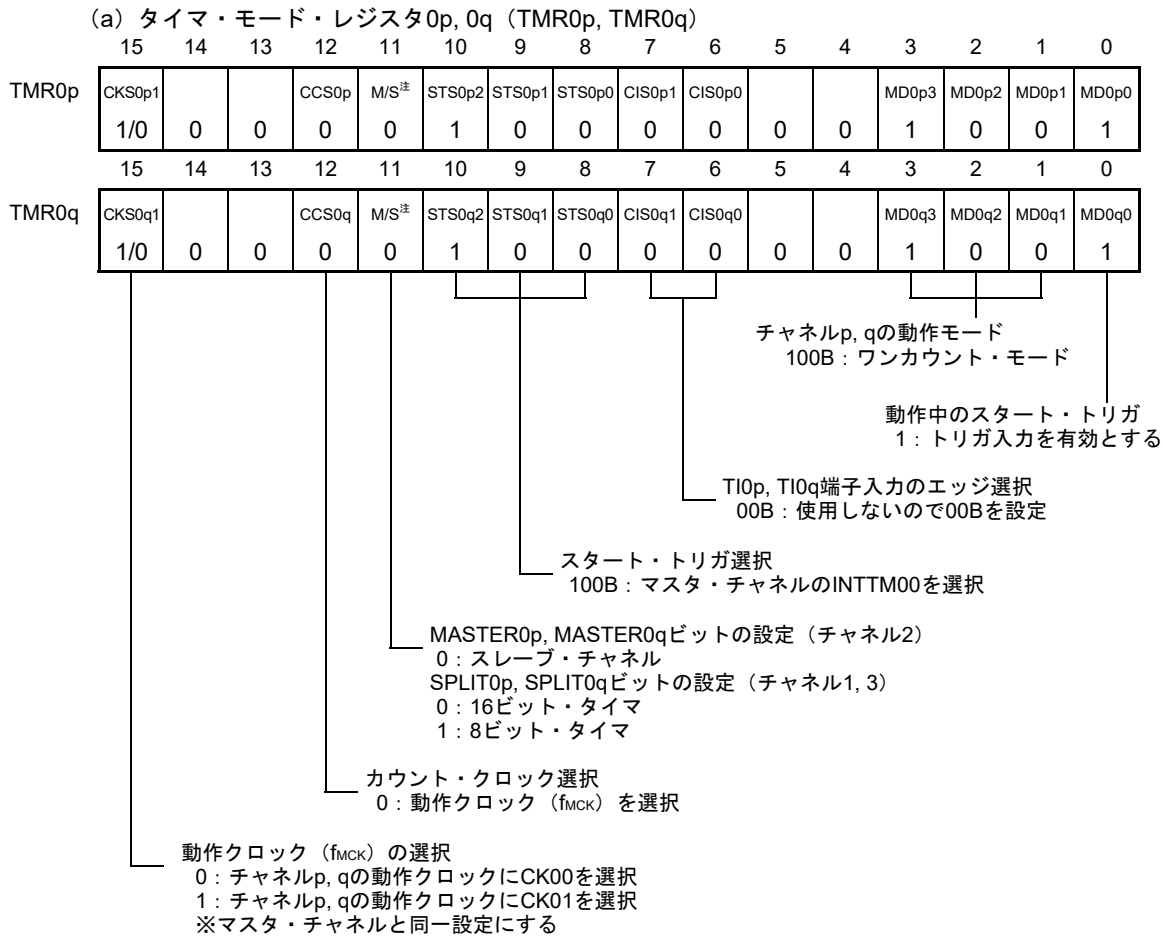 (a) タイマ・モード・レジスタ0p, 0q（TMR0p, TMR0q）
15 14 13 12 11 10 9 8 7 6 5 4 3 2 1 0
TMR0p CKS0p1 CCS0p M/S注 STS0p2 STS0p1 STS0p0 CIS0p1 CIS0p0 MD0p3 MD0p2 MD0p1 MD0p0
1/0 0 0 0 0 1 0 0 0 0 0 0 1 0 0 1
15 14 13 12 11 10 9 8 7 6 5 4 3 2 1 0
TMR0q CKS0q1 CCS0q M/S注 STS0q2 STS0q1 STS0q0 CIS0q1 CIS0q0 MD0q3 MD0q2 MD0q1 MD0q0
1/0 0 0 0 0 1 0 0 0 0 0 0 1 0 0 1
チャネルp, qの動作モード
100B：ワンカウント・モード
動作中のスタート・トリガ
1：トリガ入力を有効とする
TI0p, TI0q端子入力のエッジ選択
00B：使用しないので00Bを設定
スタート・トリガ選択
100B：マスタ・チャネルのINTTM00を選択
MASTER0p, MASTER0qビットの設定（チャネル2）
0：スレーブ・チャネル
SPLIT0p, SPLIT0qビットの設定（チャネル1, 3）
0：16ビット・タイマ
1：8ビット・タイマ
カウント・クロック選択
0：動作クロック（fMCK）を選択
動作クロック（fMCK）の選択
0：チャネルp, qの動作クロックにCK00を選択
1：チャネルp, qの動作クロックにCK01を選択
※マスタ・チャネルと同一設定にする